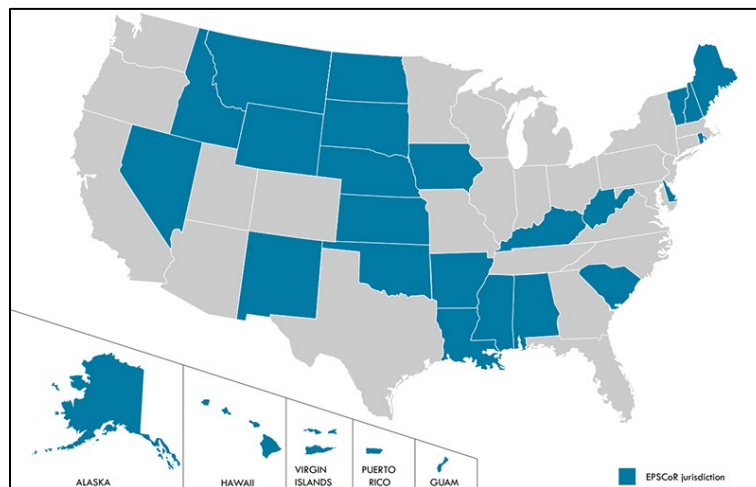 ALASKA
HAWAII
VIRGIN
ISLANDS
PUERTO
RICO
GUAM
EPSCoR jurisdiction